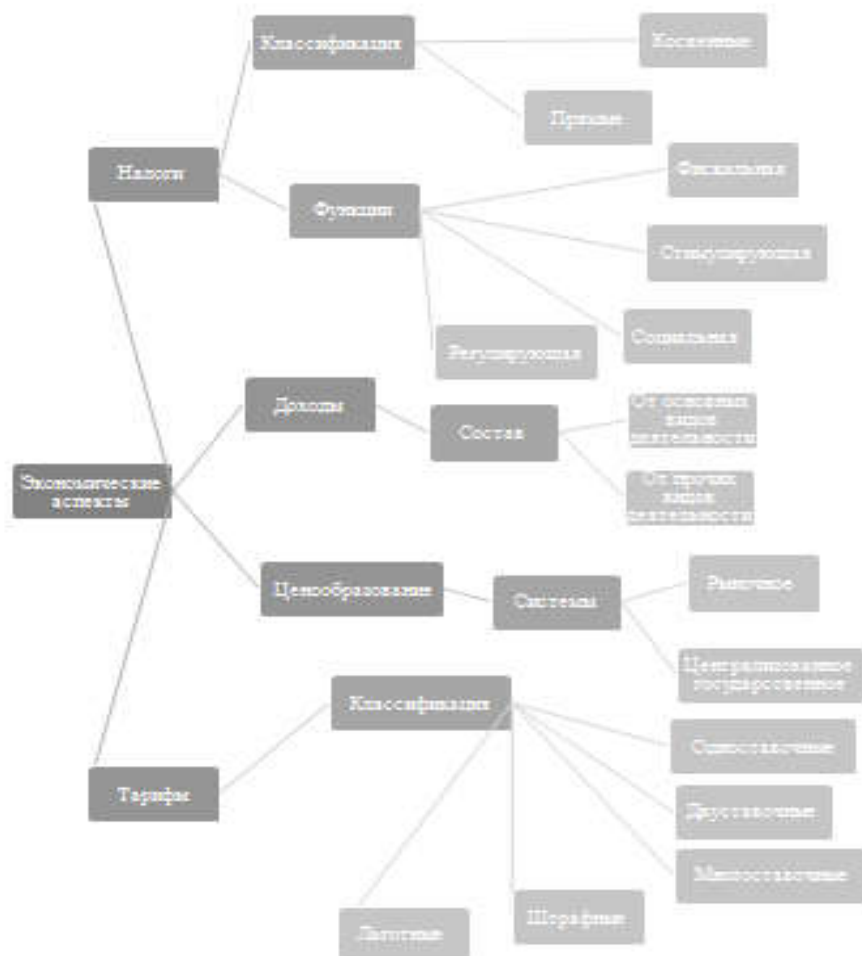 Классификация
Косвенные
Прямые
Налоги
Фискальная
Функции
Стимулирующая
Социальная
Регулирующая
Доходы
От основных
видов
деятельности
Состав
Экономические
аспекты
От прочих
видов
деятельности
Ценообразование
Рыночное
Системы
Централизованное
государсовенное
Классификация
Одноставочные
Тарифы
Двуставочные
Многоставочные
Штрафные
Льготные